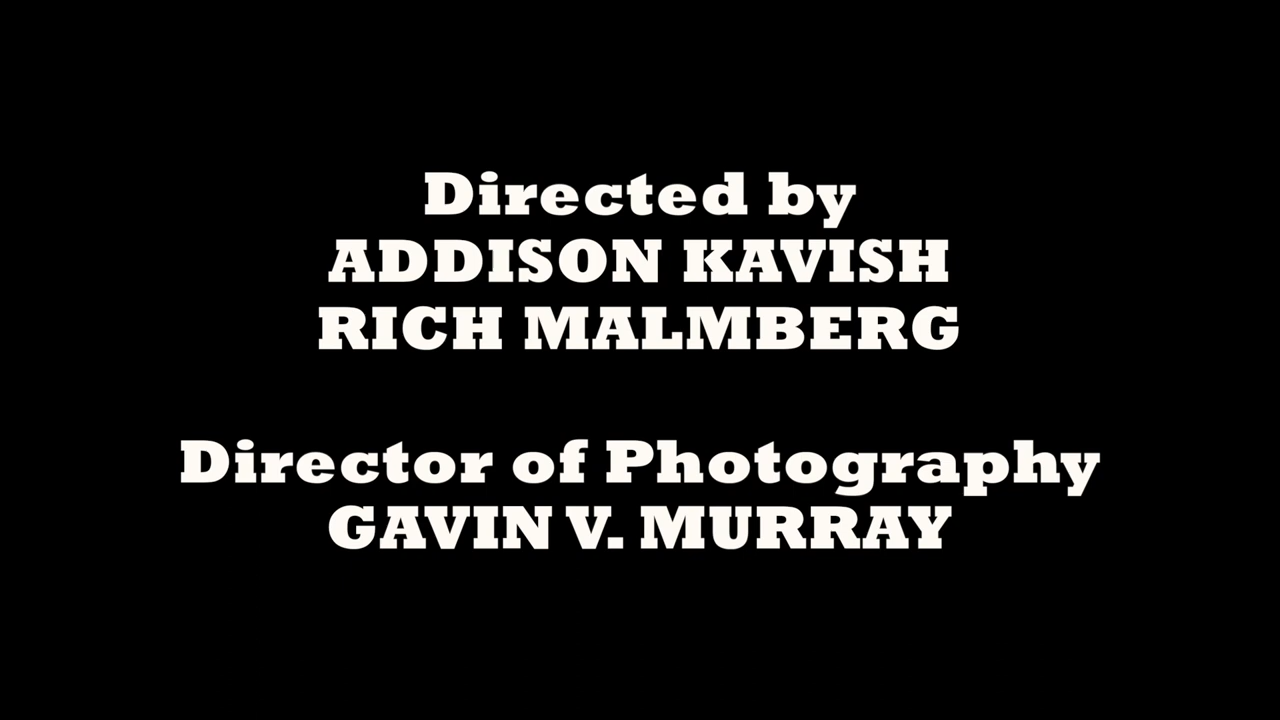 Directed by
ADDISON KAVISH
RICH MALMBERG
Director of Photography
GAVIN V. MURRAY